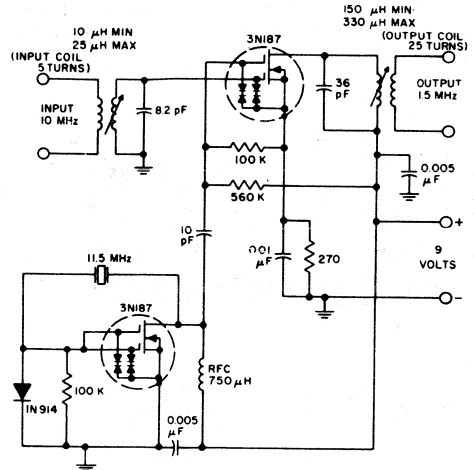 10 μH MIN
25 μH MAX
(INPUT COIL
5 TURNS)
INPUT
10 MHz
8.2 pF
3N187
150 μH MIN
330 μH MAX
(OUTPUT COIL
25 TURNS)
36
pF
OUTPUT
1.5 MHz
100 K
560 K
0.005
μF
10
pF
.001
μF
270
+
9
VOLTS
−
11.5 MHz
3N187
RFC
750 μH
100 K
1N914
0.005
μF